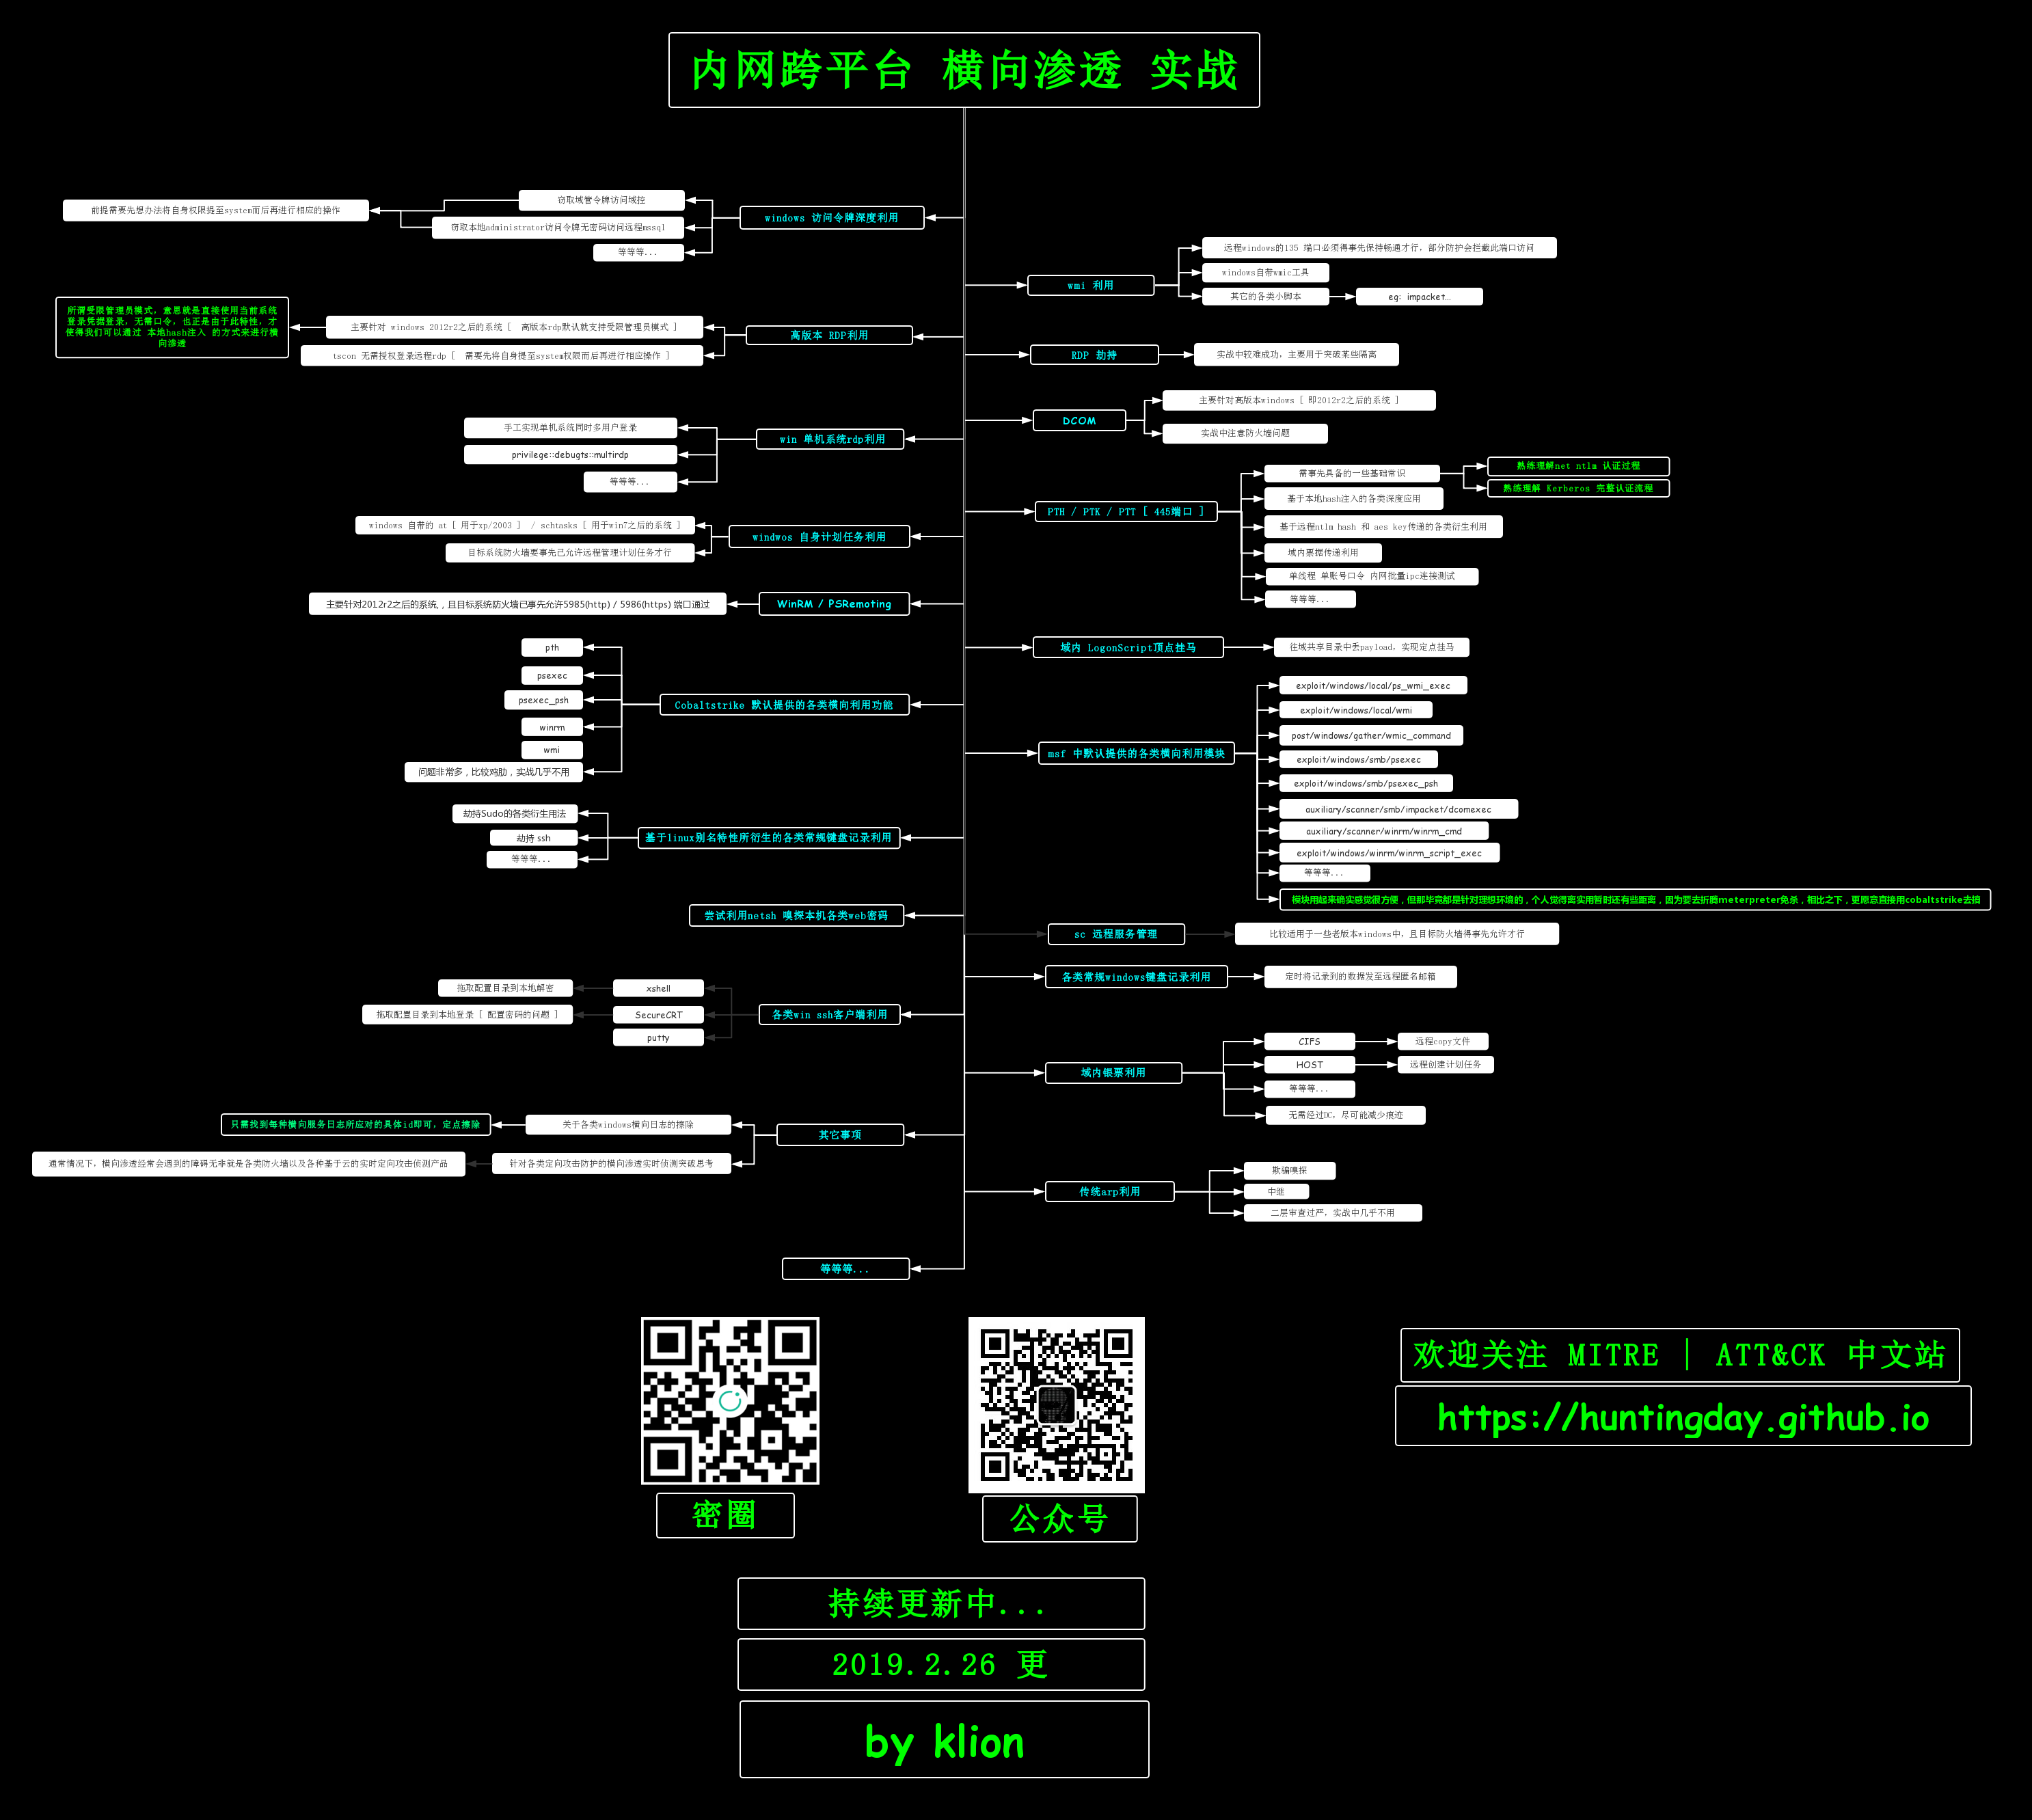 内网跨平台 横向渗透 实战
windows 访问令牌深度利用
窃取域管令牌访问域控
窃取本地administrator访问令牌无密码访问远程mssql
等等等...
前提需要先想办法将自身权限提至system而后再进行相应的操作
高版本 RDP利用
主要针对 windows 2012r2之后的系统 [ 高版本rdp默认就支持受限管理员模式 ]
所谓受限管理员模式，意思就是直接使用当前系统
登录凭据登录，无需口令，也正是由于此特性，才
使得我们可以通过 本地hash注入 的方式来进行横
向渗透
tscon 无需授权登录远程rdp [ 需要先将自身提至system权限而后再进行相应操作 ]
win 单机系统rdp利用
手工实现单机系统同时多用户登录
privilege::debugts::multirdp
等等等...
windwos 自身计划任务利用
windows 自带的 at [ 用于xp/2003 ] / schtasks [ 用于win7之后的系统 ]
目标系统防火墙要事先已允许远程管理计划任务才行
WinRM / PSRemoting
主要针对2012r2之后的系统,，且目标系统防火墙已事先允许5985(http) / 5986(https) 端口通过
Cobaltstrike 默认提供的各类横向利用功能
pth
psexec
psexec_psh
winrm
wmi
问题非常多，比较鸡肋，实战几乎不用
基于linux别名特性所衍生的各类常规键盘记录利用
劫持Sudo的各类衍生用法
劫持 ssh
等等等...
尝试利用netsh 嗅探本机各类web密码
各类win ssh客户端利用
xshell
拖取配置目录到本地解密
SecureCRT
拖取配置目录到本地登录 [ 配置密码的问题 ]
putty
其它事项
关于各类windows横向日志的擦除
只需找到每种横向服务日志所应对的具体id即可，定点擦除
针对各类定向攻击防护的横向渗透实时侦测突破思考
通常情况下，横向渗透经常会遇到的障碍无非就是各类防火墙以及各种基于云的实时定向攻击侦测产品
等等等...
wmi 利用
远程windows的135 端口必须得事先保持畅通才行，部分防护会拦截此端口访问
windows自带wmic工具
其它的各类小脚本
eg: impacket...
RDP 劫持
实战中较难成功，主要用于突破某些隔离
DCOM
主要针对高版本windows [ 即2012r2之后的系统 ]
实战中注意防火墙问题
PTH / PTK / PTT [ 445端口 ]
需事先具备的一些基础常识
熟练理解net ntlm 认证过程
熟练理解 Kerberos 完整认证流程
基于本地hash注入的各类深度应用
基于远程ntlm hash 和 aes key传递的各类衍生利用
域内票据传递利用
单线程 单账号口令 内网批量ipc连接测试
等等等...
域内 LogonScript顶点挂马
往域共享目录中丢payload，实现定点挂马
msf 中默认提供的各类横向利用模块
exploit/windows/local/ps_wmi_exec
exploit/windows/local/wmi
post/windows/gather/wmic_command
exploit/windows/smb/psexec
exploit/windows/smb/psexec_psh
auxiliary/scanner/smb/impacket/dcomexec
auxiliary/scanner/winrm/winrm_cmd
exploit/windows/winrm/winrm_script_exec
等等等...
模块用起来确实感觉很方便，但那毕竟都是针对理想环境的，个人觉得离实用暂时还有些距离，因为要去折腾meterpreter免杀，相比之下，更愿意直接用cobaltstrike去搞
sc 远程服务管理
比较适用于一些老版本windows中，且目标防火墙得事先允许才行
各类常规windows键盘记录利用
定时将记录到的数据发至远程匿名邮箱
域内银票利用
CIFS
远程copy文件
HOST
远程创建计划任务
等等等...
无需经过DC，尽可能减少痕迹
传统arp利用
欺骗嗅探
中继
二层审查过严，实战中几乎不用
密圈
公众号
欢迎关注 MITRE | ATT&CK 中文站
https://huntingday.github.io
持续更新中...
2019.2.26 更
by klion